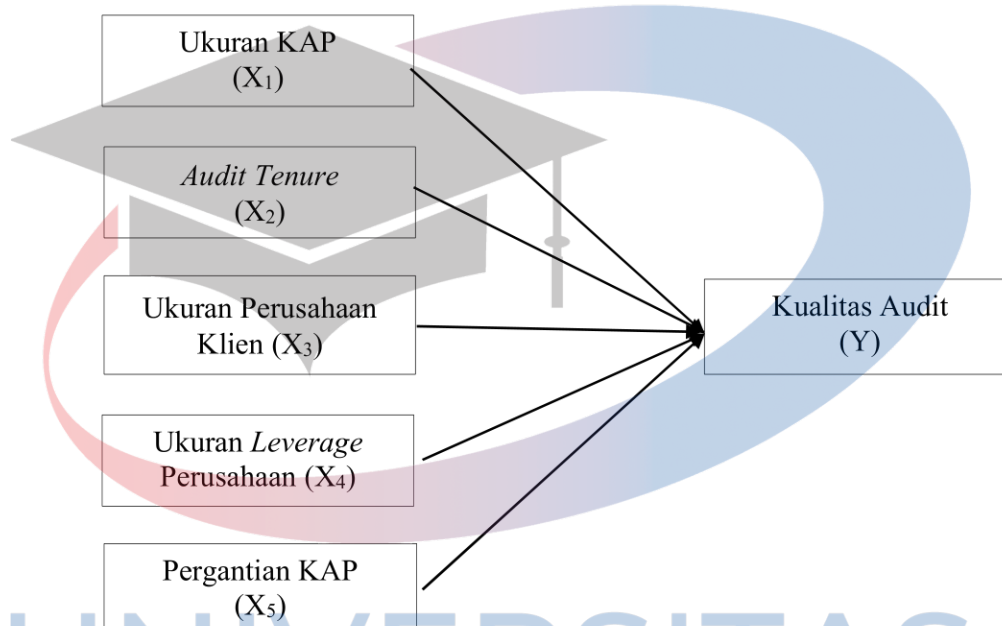 Ukuran KAP
(X₁)
Audit Tenure
(X₂)
Ukuran Perusahaan
Klien (X₃)
Ukuran Leverage
Perusahaan (X₄)
Pergantian KAP
(X₅)
Kualitas Audit
(Y)
UNIVERSITAS